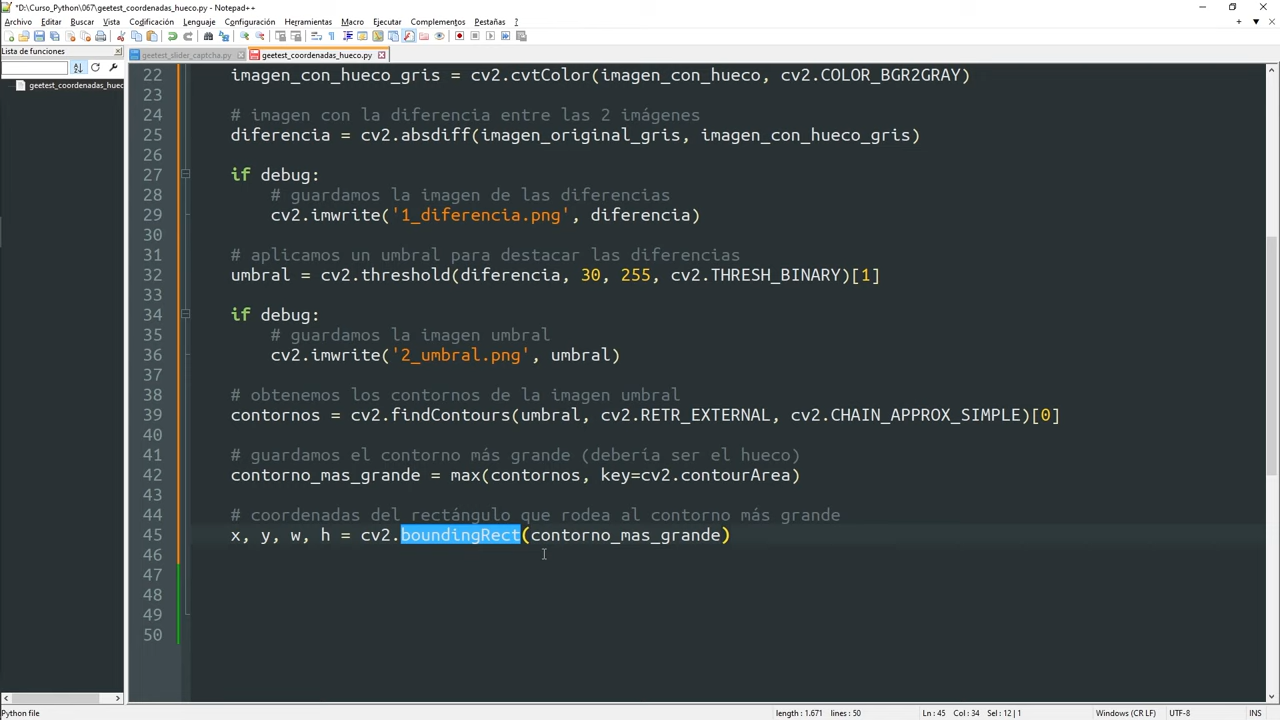 *D:\Curso_Python\067\geetest_coordenadas_hueco.py - Notepad++
Archivo Editar Buscar Vista Codificación Lenguaje Configuración Herramientas Macro Ejecutar Complementos Pestañas ?
Lista de funciones
geetest_slider_captcha.py
geetest_coordenadas_hueco.py
geetest_coordenadas_huec
22 imagen_con_hueco_gris = cv2.cvtColor(imagen_con_hueco, cv2.COLOR_BGR2GRAY)
23
24 # imagen con la diferencia entre las 2 imágenes
25 diferencia = cv2.absdiff(imagen_original_gris, imagen_con_hueco_gris)
26
27 if debug:
28 # guardamos la imagen de las diferencias
29 cv2.imwrite('1_diferencia.png', diferencia)
30
31 # aplicamos un umbral para destacar las diferencias
32 umbral = cv2.threshold(diferencia, 30, 255, cv2.THRESH_BINARY)[1]
33
34 if debug:
35 # guardamos la imagen umbral
36 cv2.imwrite('2_umbral.png', umbral)
37
38 # obtenemos los contornos de la imagen umbral
39 contornos = cv2.findContours(umbral, cv2.RETR_EXTERNAL, cv2.CHAIN_APPROX_SIMPLE)[0]
40
41 # guardamos el contorno más grande (debería ser el hueco)
42 contorno_mas_grande = max(contornos, key=cv2.contourArea)
43
44 # coordenadas del rectángulo que rodea al contorno más grande
45 x, y, w, h = cv2.boundingRect(contorno_mas_grande)
46
47
48
49
50
Python file
length : 1.671 lines : 50
Ln : 45 Col : 34 Sel : 12 | 1
Windows (CR LF)
UTF-8
INS